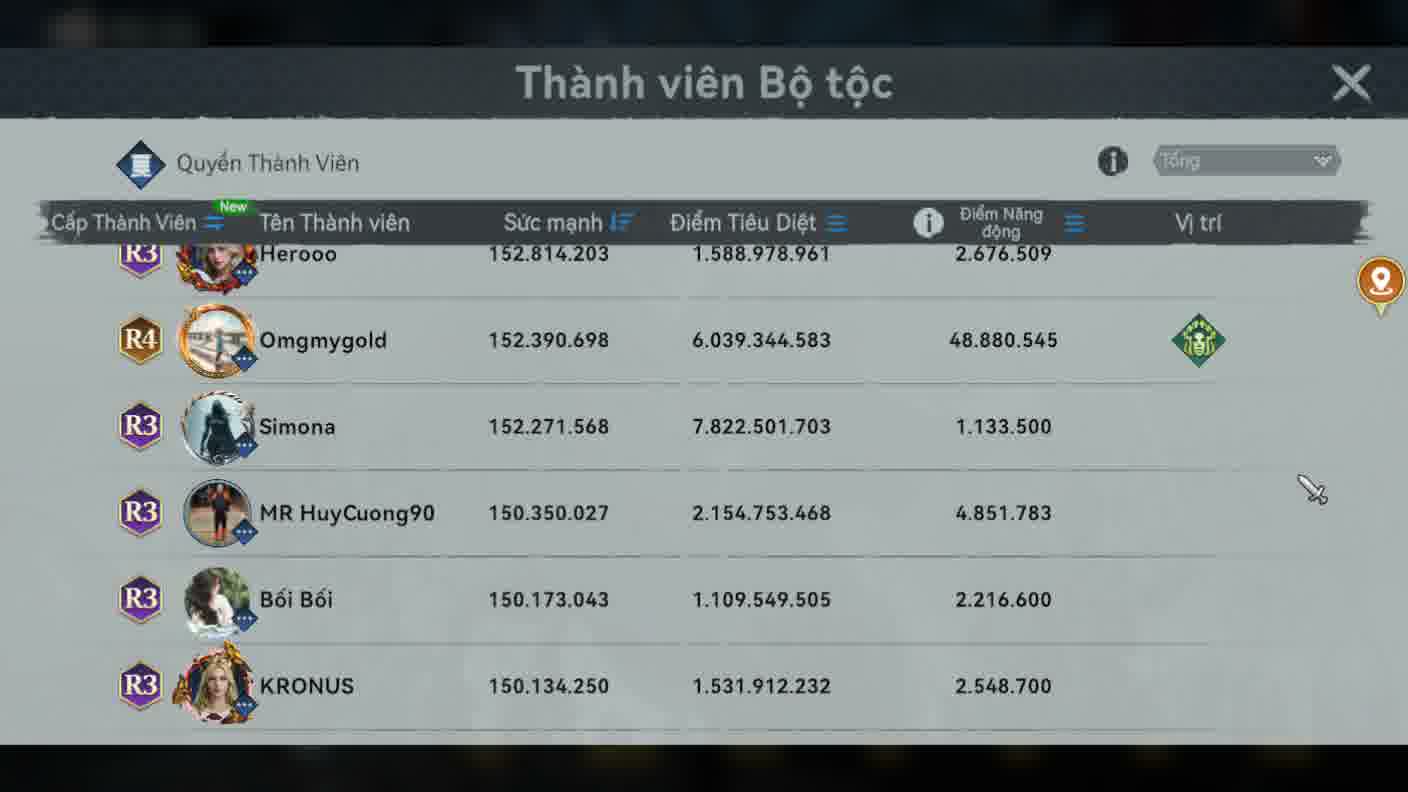 Thành viên Bộ tộc
Quyền Thành Viên
Tổng
New
Cấp Thành Viên Tên Thành viên Sức mạnh Điểm Tiêu Diệt Điểm Năng động Vị trí
R3 Herooo 152.814.203 1.588.978.961 2.676.509
R4 Omgmygold 152.390.698 6.039.344.583 48.880.545
R3 Simona 152.271.568 7.822.501.703 1.133.500
R3 MR HuyCuong90 150.350.027 2.154.753.468 4.851.783
R3 Bối Bối 150.173.043 1.109.549.505 2.216.600
R3 KRONUS 150.134.250 1.531.912.232 2.548.700